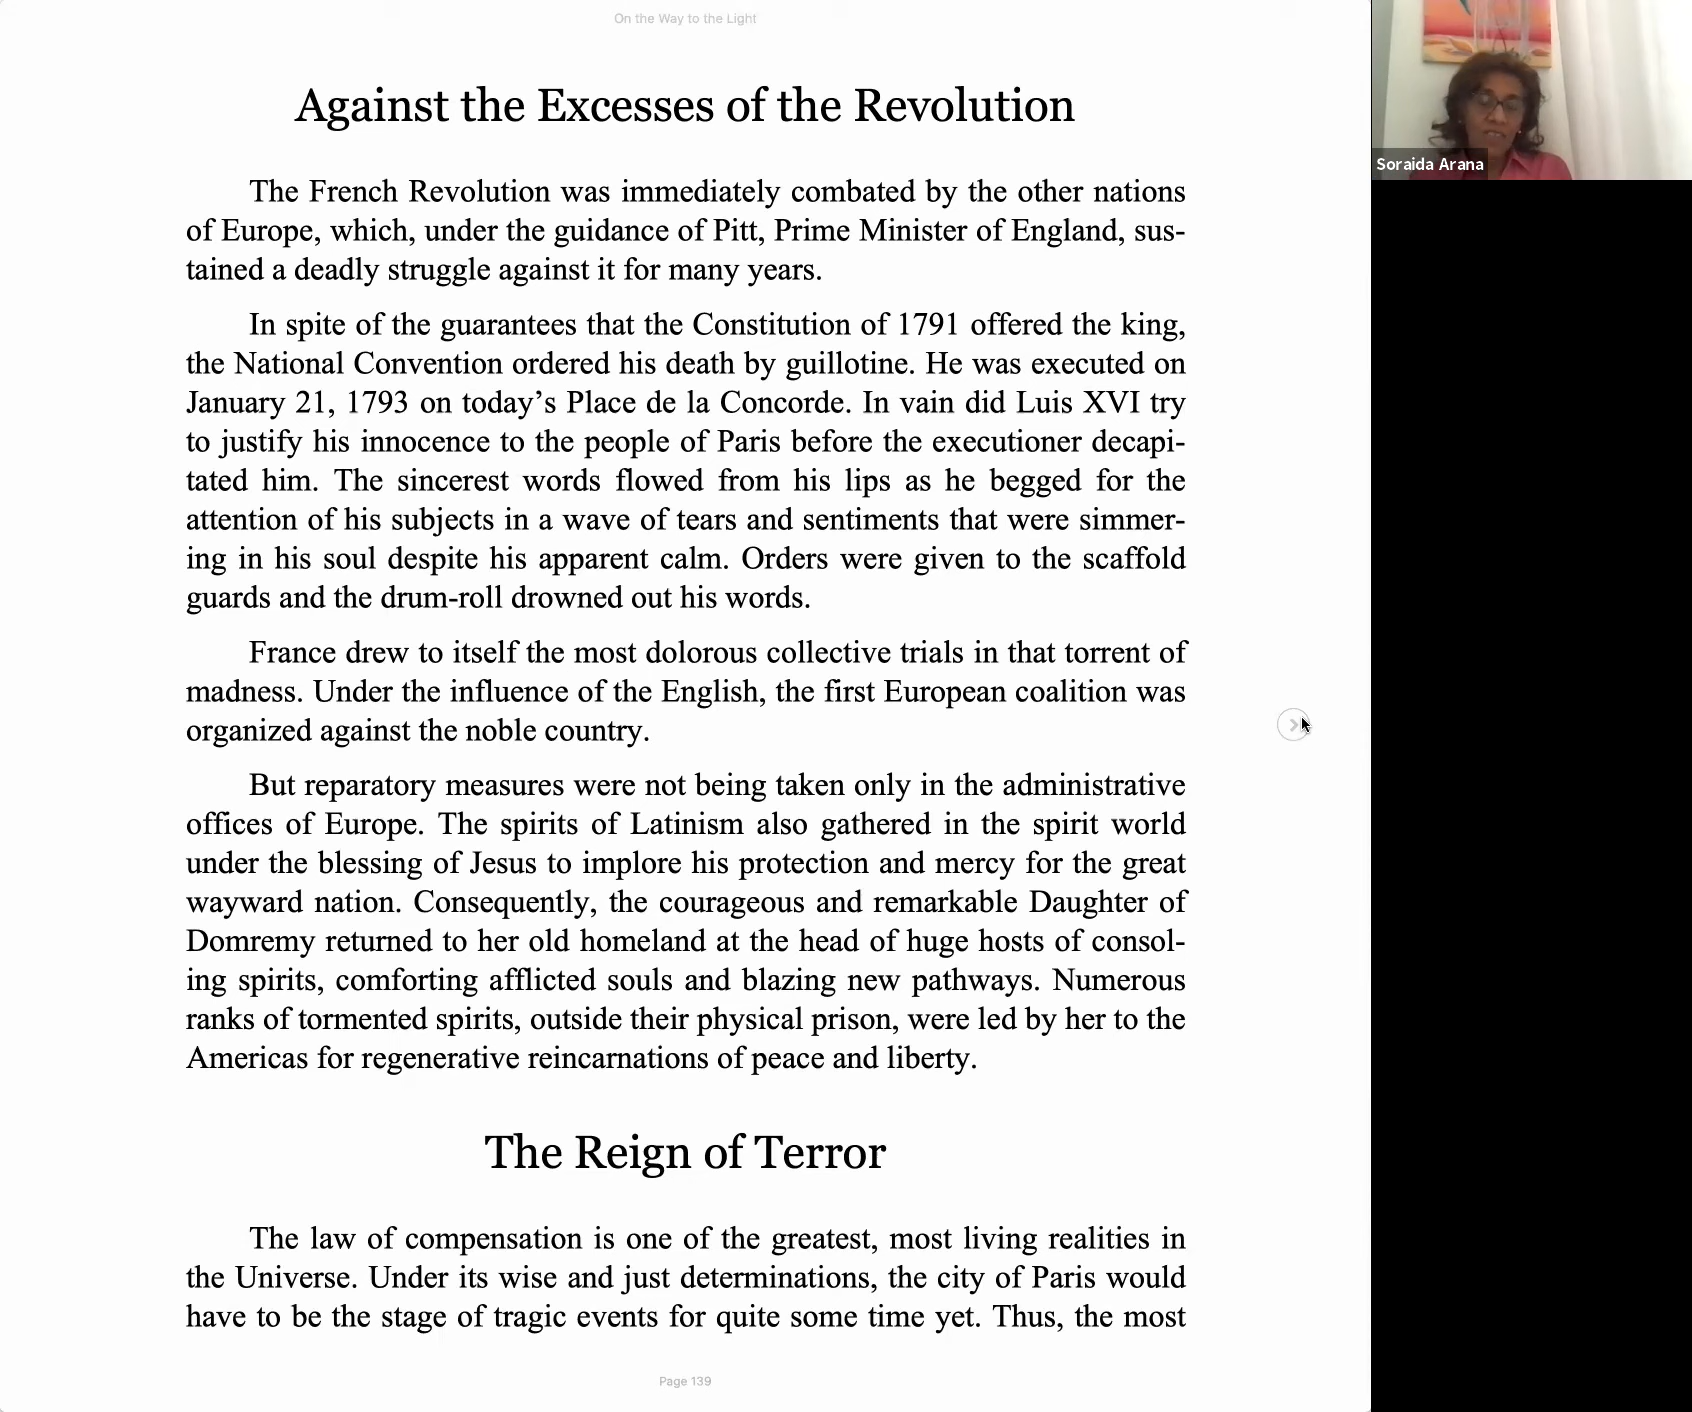 On the Way to the Light
Against the Excesses of the Revolution
The French Revolution was immediately combated by the other nations
of Europe, which, under the guidance of Pitt, Prime Minister of England, sus-
tained a deadly struggle against it for many years.
In spite of the guarantees that the Constitution of 1791 offered the king,
the National Convention ordered his death by guillotine. He was executed on
January 21, 1793 on today’s Place de la Concorde. In vain did Luis XVI try
to justify his innocence to the people of Paris before the executioner decapi-
tated him. The sincerest words flowed from his lips as he begged for the
attention of his subjects in a wave of tears and sentiments that were simmer-
ing in his soul despite his apparent calm. Orders were given to the scaffold
guards and the drum-roll drowned out his words.
France drew to itself the most dolorous collective trials in that torrent of
madness. Under the influence of the English, the first European coalition was
organized against the noble country.
But reparatory measures were not being taken only in the administrative
offices of Europe. The spirits of Latinism also gathered in the spirit world
under the blessing of Jesus to implore his protection and mercy for the great
wayward nation. Consequently, the courageous and remarkable Daughter of
Domremy returned to her old homeland at the head of huge hosts of consol-
ing spirits, comforting afflicted souls and blazing new pathways. Numerous
ranks of tormented spirits, outside their physical prison, were led by her to the
Americas for regenerative reincarnations of peace and liberty.
The Reign of Terror
The law of compensation is one of the greatest, most living realities in
the Universe. Under its wise and just determinations, the city of Paris would
have to be the stage of tragic events for quite some time yet. Thus, the most
Page 139
Soraida Arana